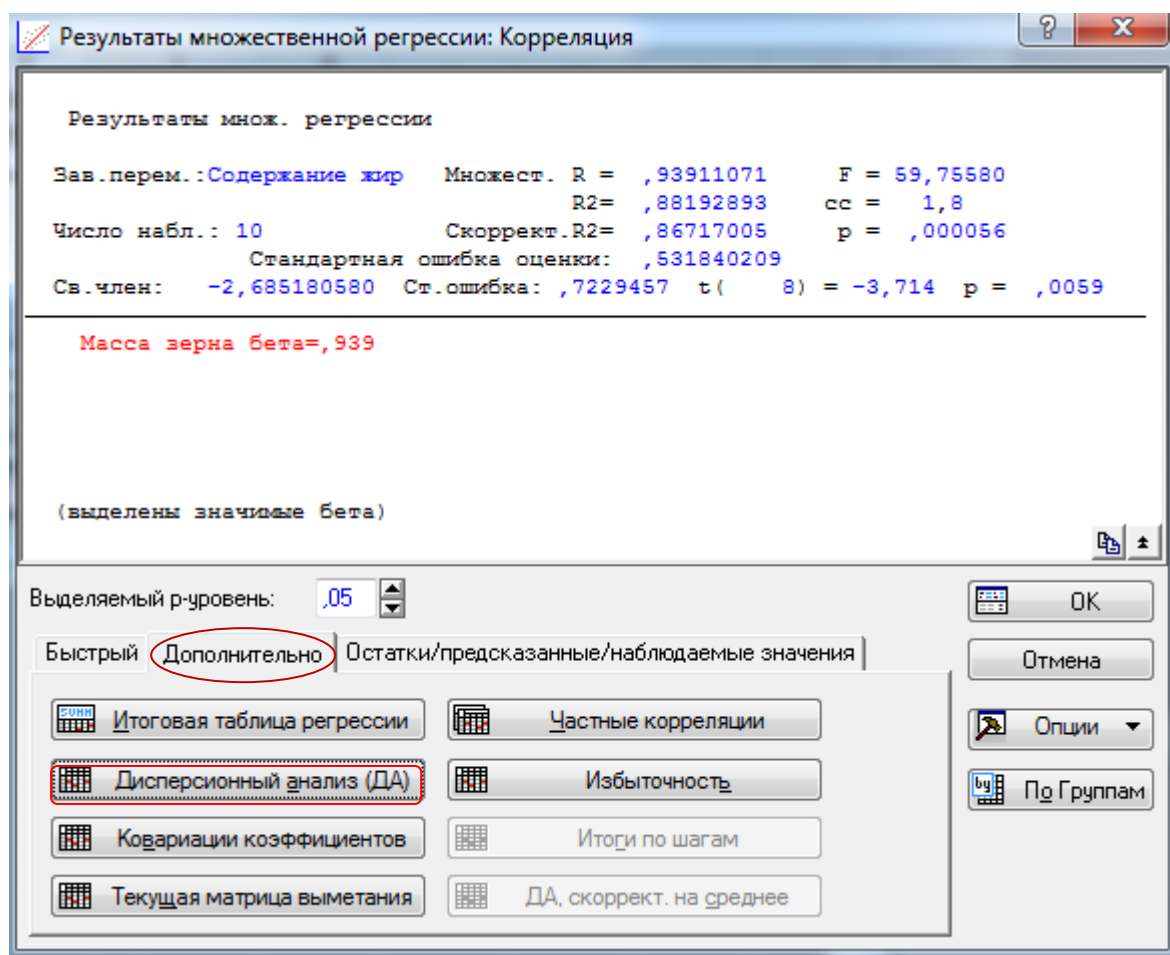 Результаты множественной регрессии: Корреляция
Результаты множ. регрессии
Зав.перем.:Содержание жир Множест. R = ,93911071 F = 59,75580
R2= ,88192893 cc = 1,8
Число набл.: 10 Скоррект.R2= ,86717005 p = ,000056
Стандартная ошибка оценки: ,531840209
Св.член: -2,685180580 Ст.ошибка: ,7229457 t( 8) = -3,714 p = ,0059
Масса зерна бета=,939
(выделены значимые бета)
Выделяемый р-уровень: ,05
OK
Быстрый Дополнительно Остатки/предсказанные/наблюдаемые значения
Отмена
Итоговая таблица регрессии Частные корреляции
Опции
Дисперсионный анализ (ДА) Избыточность
По Группам
Ковариации коэффициентов Итоги по шагам
Текущая матрица выметания ДА, скоррект. на среднее